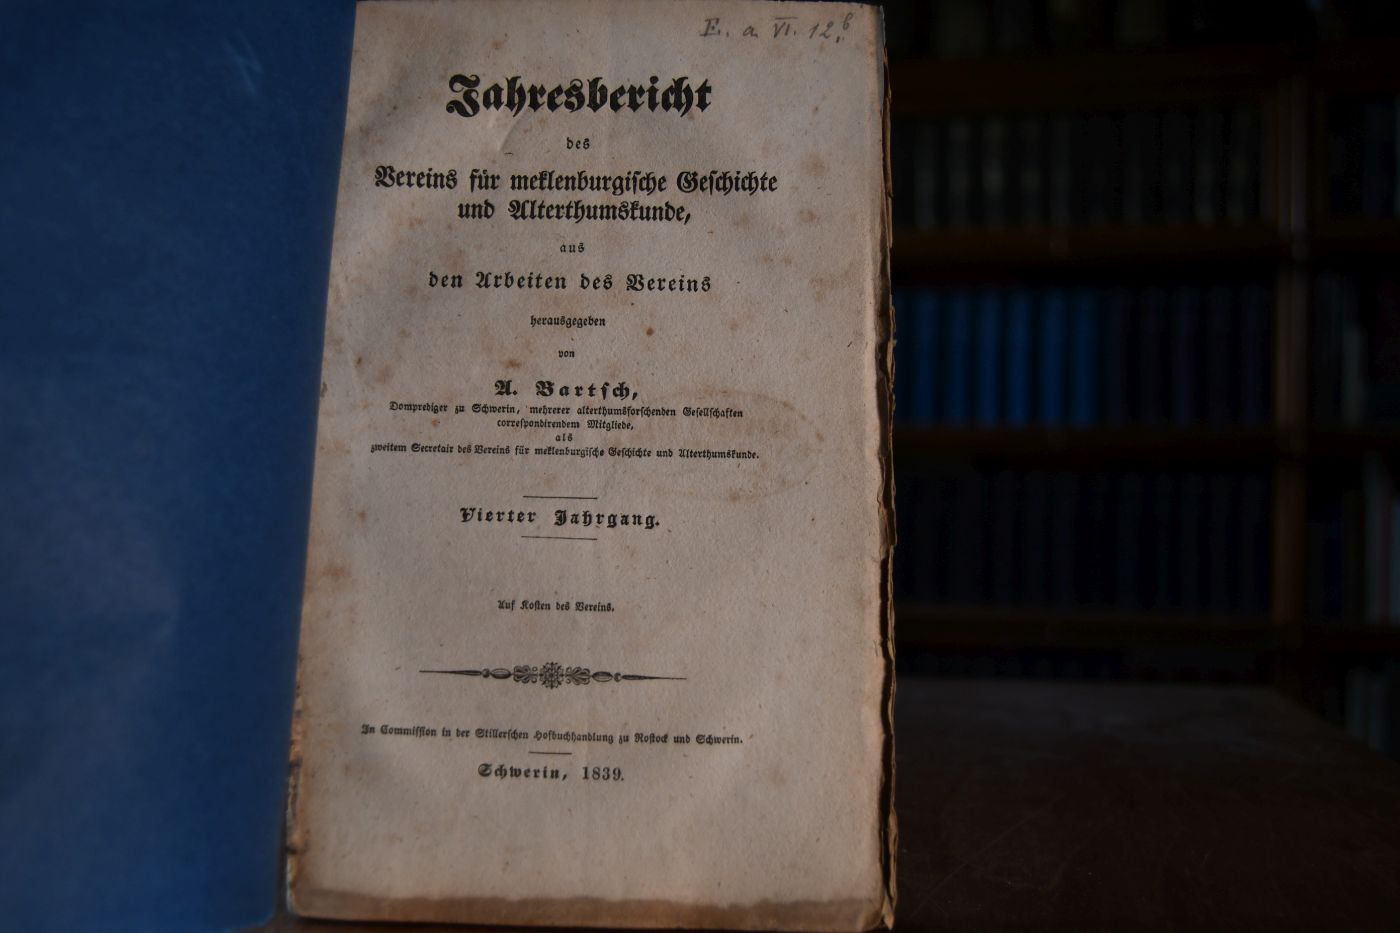 E. a. VI. 12.b
Jahresbericht
des
Vereins für meklenburgische Geschichte
und Alterthumskunde,
aus
den Arbeiten des Vereins
herausgegeben
von
A. Bartsch,
Domprediger zu Schwerin, mehrerer alterthumsforschenden Gesellschaften
correspondirendem Mitgliede,
als
zweitem Secretair des Vereins für meklenburgische Geschichte und Alterthumskunde.
Vierter Jahrgang.
Auf Kosten des Vereins.
In Commission in der Stillerschen Hofbuchhandlung zu Rostock und Schwerin.
Schwerin, 1839.